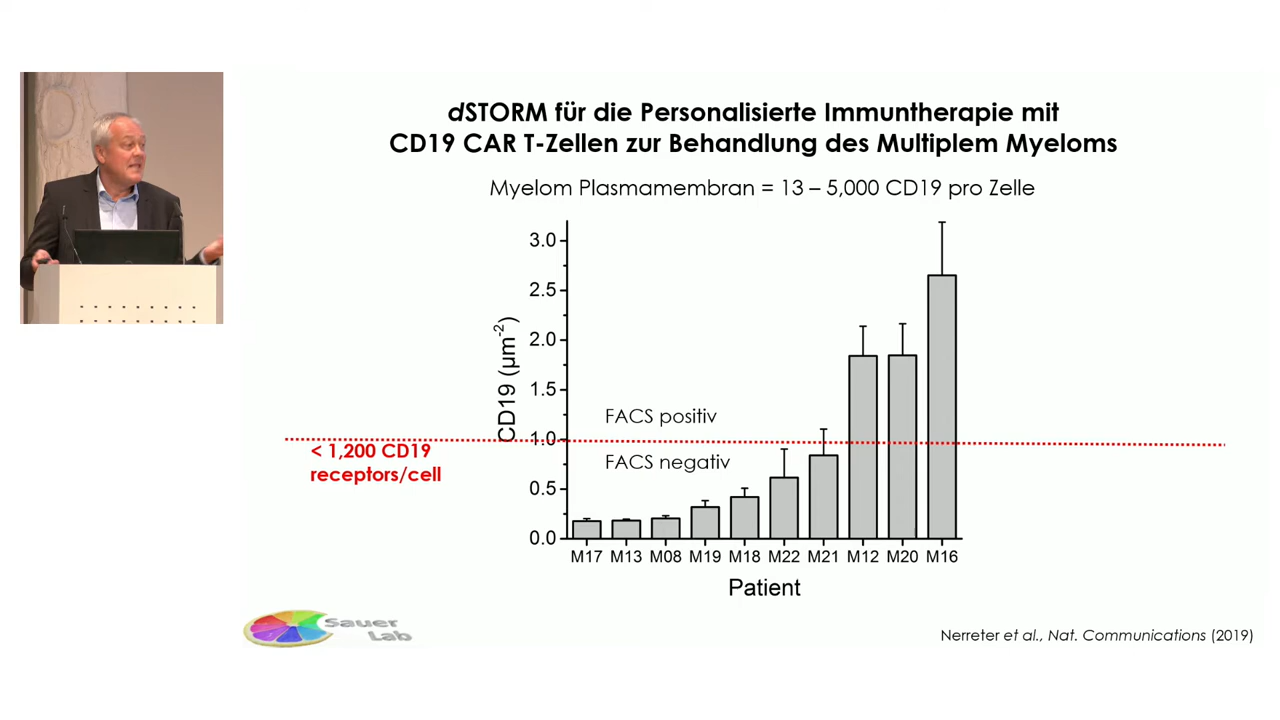 dSTORM für die Personalisierte Immuntherapie mit
CD19 CAR T-Zellen zur Behandlung des Multiplem Myeloms
Myelom Plasmamembran = 13 – 5,000 CD19 pro Zelle
CD19 (μm⁻²)
3.0
2.5
2.0
1.5
1.0
0.5
0.0
FACS positiv
FACS negativ
< 1,200 CD19
receptors/cell
M17 M13 M08 M19 M18 M22 M21 M12 M20 M16
Patient
Sauer
Lab
Nerreter et al., Nat. Communications (2019)